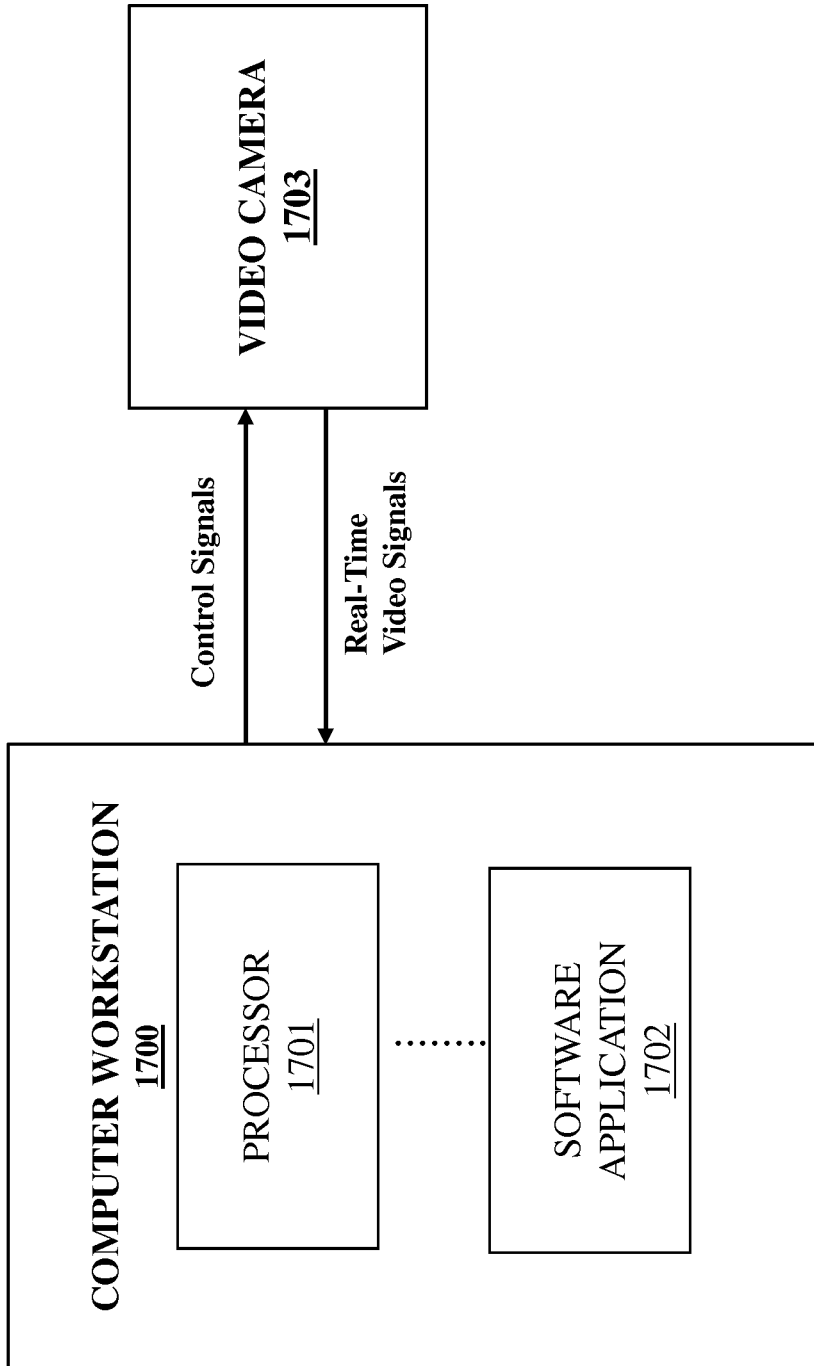 COMPUTER WORKSTATION
1700
PROCESSOR
1701
SOFTWARE
APPLICATION
1702
Control Signals
Real-Time
Video Signals
VIDEO CAMERA
1703